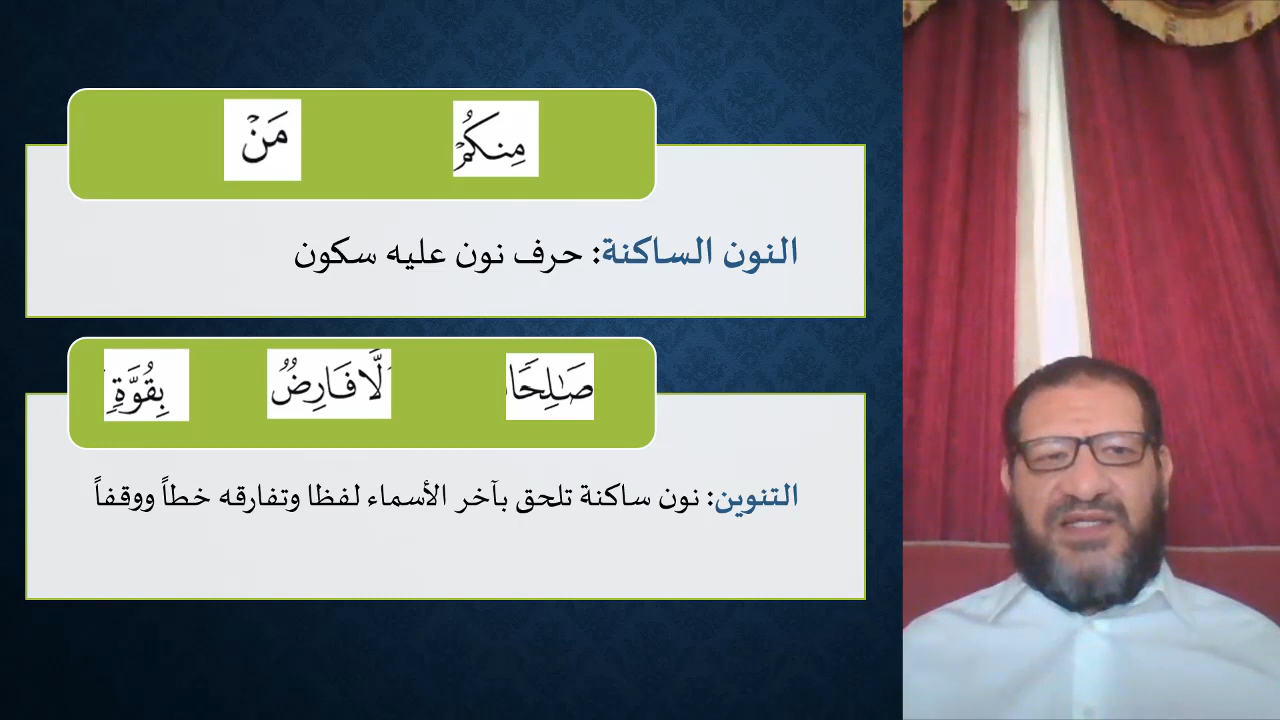 مِنكُمْ مَنْ
النون الساكنة: حرف نون عليه سكون
صَٰلِحًا لَّا فَارِضٌ بِقُوَّةٍ
التنوين: نون ساكنة تلحق بآخر الأسماء لفظا وتفارقه خطاً ووقفاً